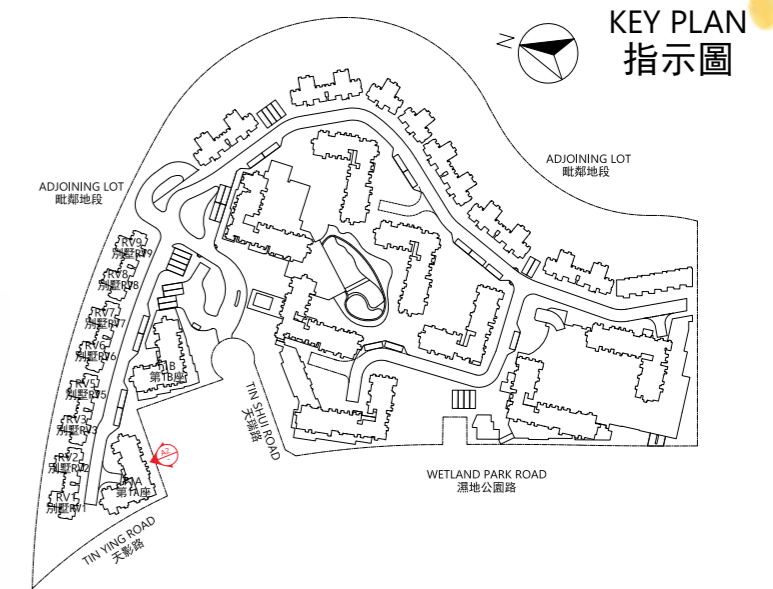 KEY PLAN
指示圖
N
ADJOINING LOT
毗鄰地段
ADJOINING LOT
毗鄰地段
RV9
別墅RV9
RV8
別墅RV8
RV7
別墅RV7
RV6
別墅RV6
RV5
別墅RV5
RV3
別墅RV3
RV2
別墅RV2
RV1
別墅RV1
T1B
第1B座
T1A
第1A座
A2
TIN SHUI ROAD
天瑞路
TIN YING ROAD
天影路
WETLAND PARK ROAD
濕地公園路